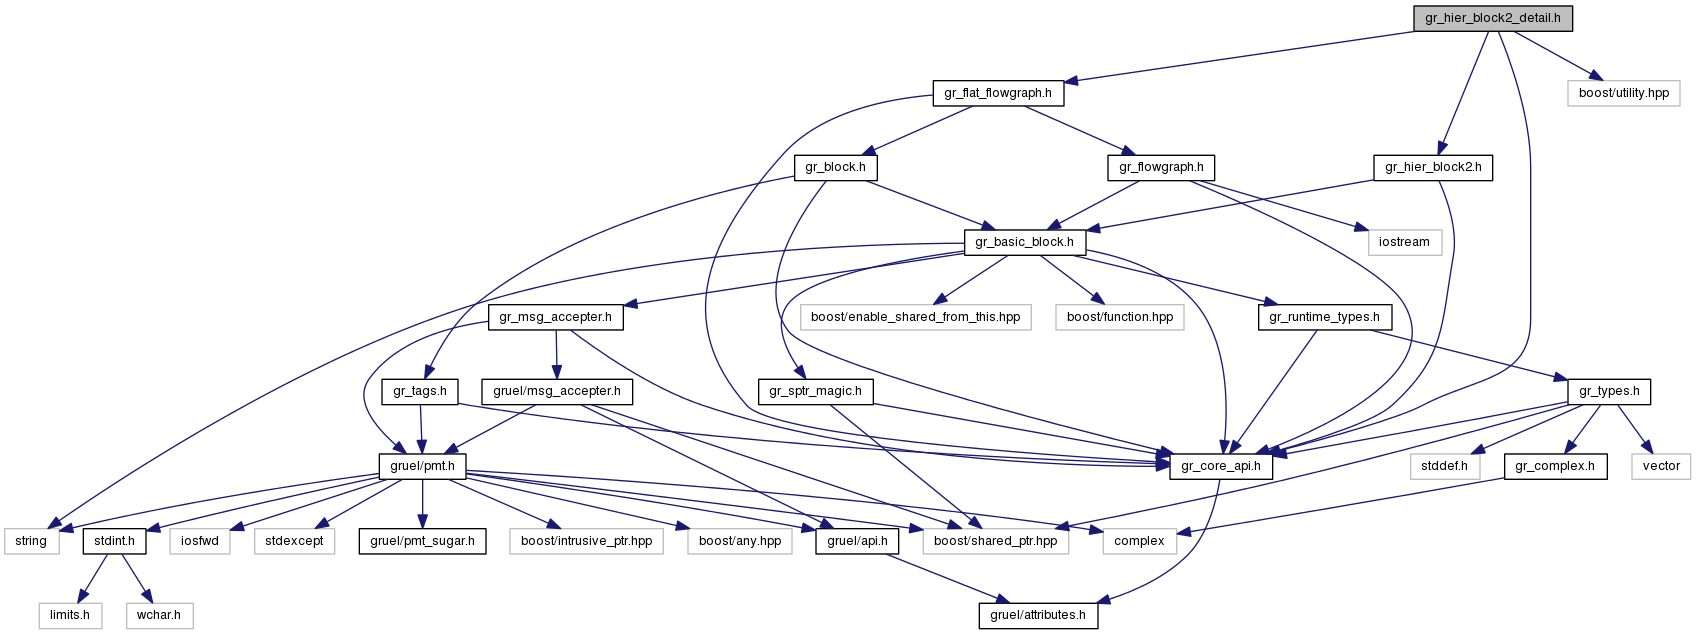 gr_hier_block2_detail.h
gr_flat_flowgraph.h
boost/utility.hpp
gr_block.h
gr_flowgraph.h
gr_hier_block2.h
gr_basic_block.h
iostream
gr_msg_accepter.h
boost/enable_shared_from_this.hpp
boost/function.hpp
gr_runtime_types.h
gr_tags.h
gruel/msg_accepter.h
gr_sptr_magic.h
gr_types.h
gruel/pmt.h
gr_core_api.h
stddef.h
gr_complex.h
vector
string
stdint.h
iosfwd
stdexcept
gruel/pmt_sugar.h
boost/intrusive_ptr.hpp
boost/any.hpp
gruel/api.h
boost/shared_ptr.hpp
complex
limits.h
wchar.h
gruel/attributes.h